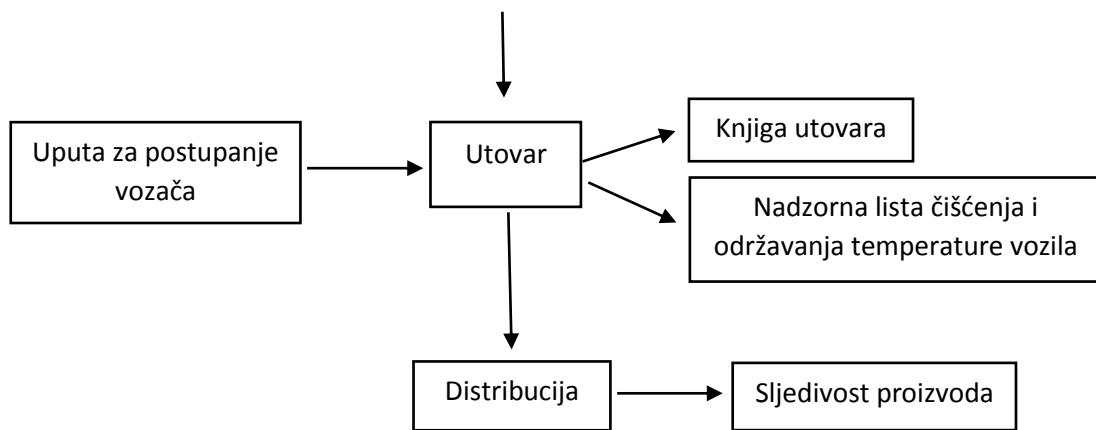 Uputa za postupanje
vozača
Utovar
Knjiga utovara
Nadzorna lista čišćenja i
održavanja temperature vozila
Distribucija
Sljedivost proizvoda